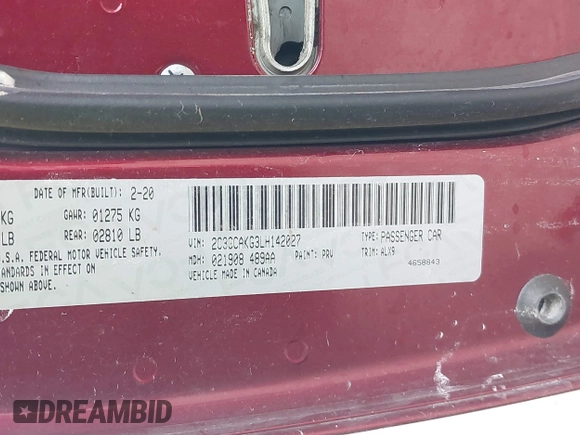 DATE OF MFR(BUILT): 2-20
KG GAWR: 01275 KG
LB REAR: 02810 LB
.S.A. FEDERAL MOTOR VEHICLE SAFETY,
TANDARDS IN EFFECT ON
SHOWN ABOVE.
VIN: 2C3CCAKG3LH142027 TYPE: PASSENGER CAR
MDH: 021908 489AA PAINT: PRV TRIM: ALX9
VEHICLE MADE IN CANADA 4658843
DREAMBID